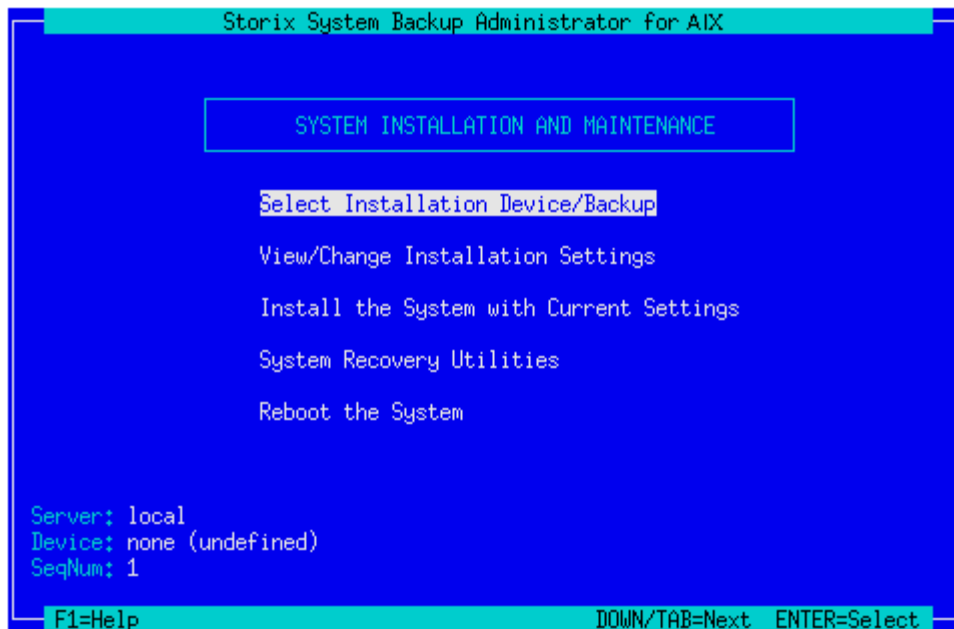 Storix System Backup Administrator for AIX
SYSTEM INSTALLATION AND MAINTENANCE
Select Installation Device/Backup
View/Change Installation Settings
Install the System with Current Settings
System Recovery Utilities
Reboot the System
Server: local
Device: none (undefined)
SeqNum: 1
F1=Help DOWN/TAB=Next ENTER=Select